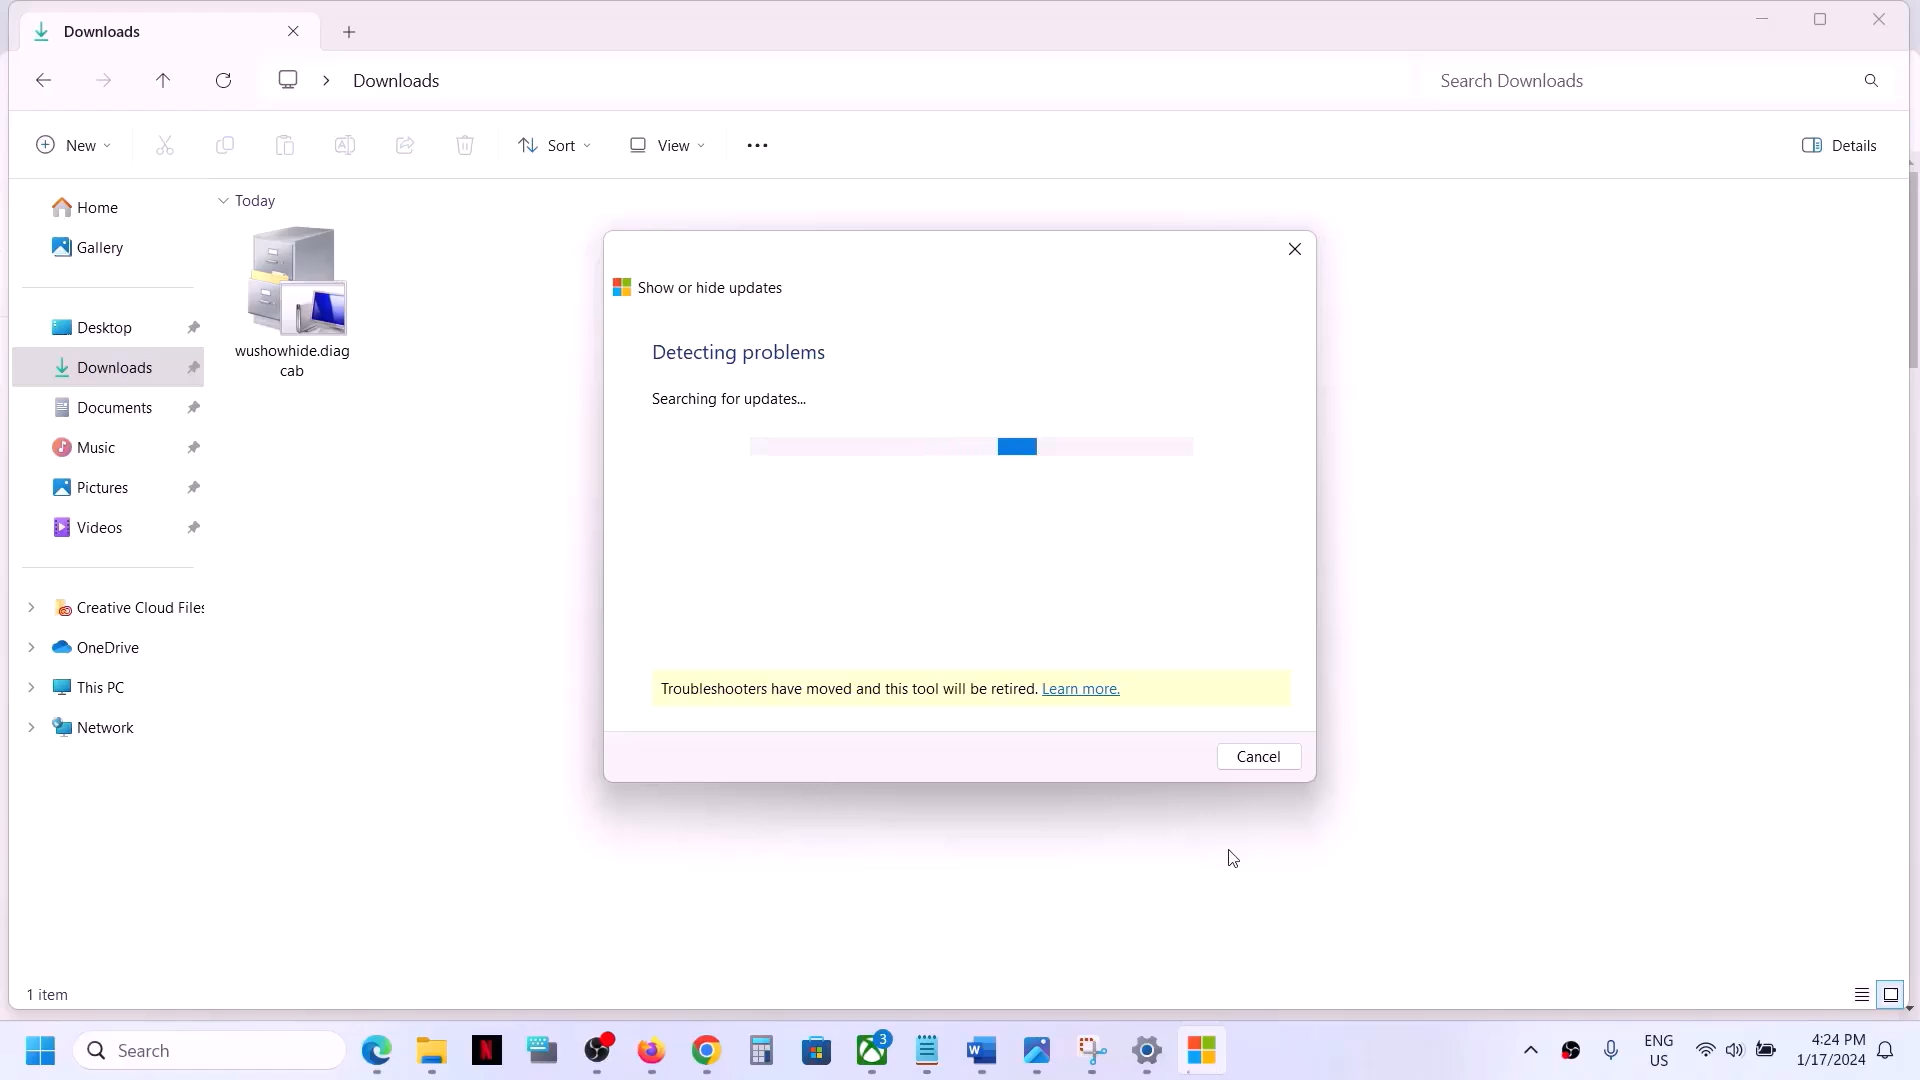 Downloads
Downloads
Search Downloads
New
Sort
View
Details
Home
Gallery
Desktop
Downloads
Documents
Music
Pictures
Videos
Creative Cloud Files
OneDrive
This PC
Network
Today
wushowhide.diag
cab
Show or hide updates
Detecting problems
Searching for updates...
Troubleshooters have moved and this tool will be retired. Learn more.
Cancel
1 item
Search
3
ENG
US
4:24 PM
1/17/2024